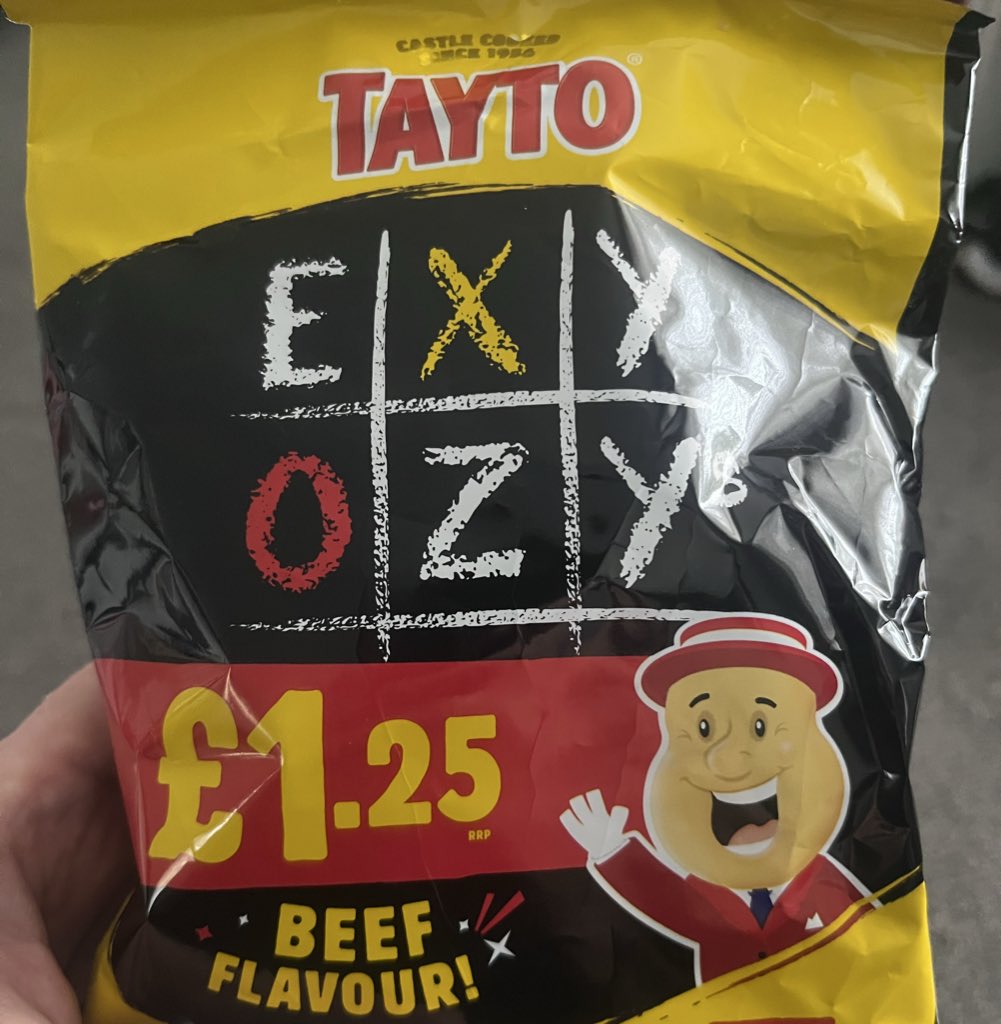 CASTLE COOKED
SINCE 1956
TAYTO®
EXY
OZY®
£1.25
RRP
BEEF
FLAVOUR!